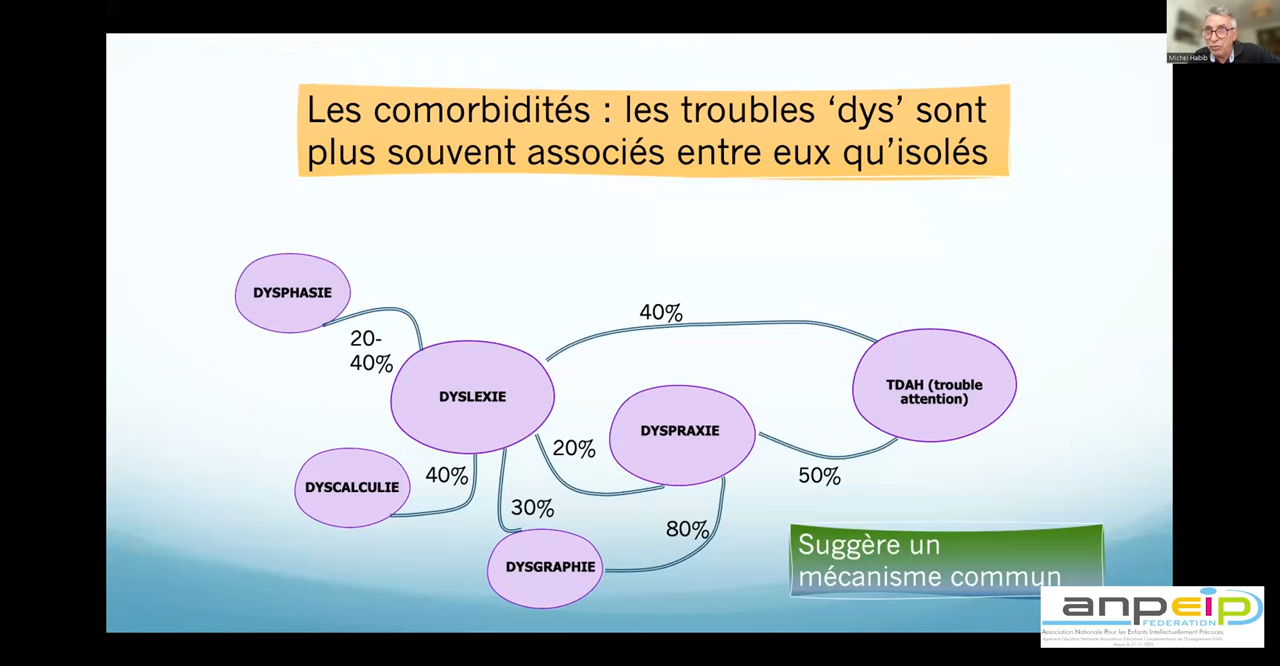 Michel Habib
Les comorbidités : les troubles ‘dys’ sont
plus souvent associés entre eux qu’isolés
DYSPHASIE
20-
40%
40%
DYSLEXIE
TDAH (trouble
attention)
DYSPRAXIE
20%
50%
40%
DYSCALCULIE
30%
80%
DYSGRAPHIE
Suggère un
mécanisme commun
anpeip
FEDERATION
Association Nationale Pour les Enfants Intellectuellement Précoces